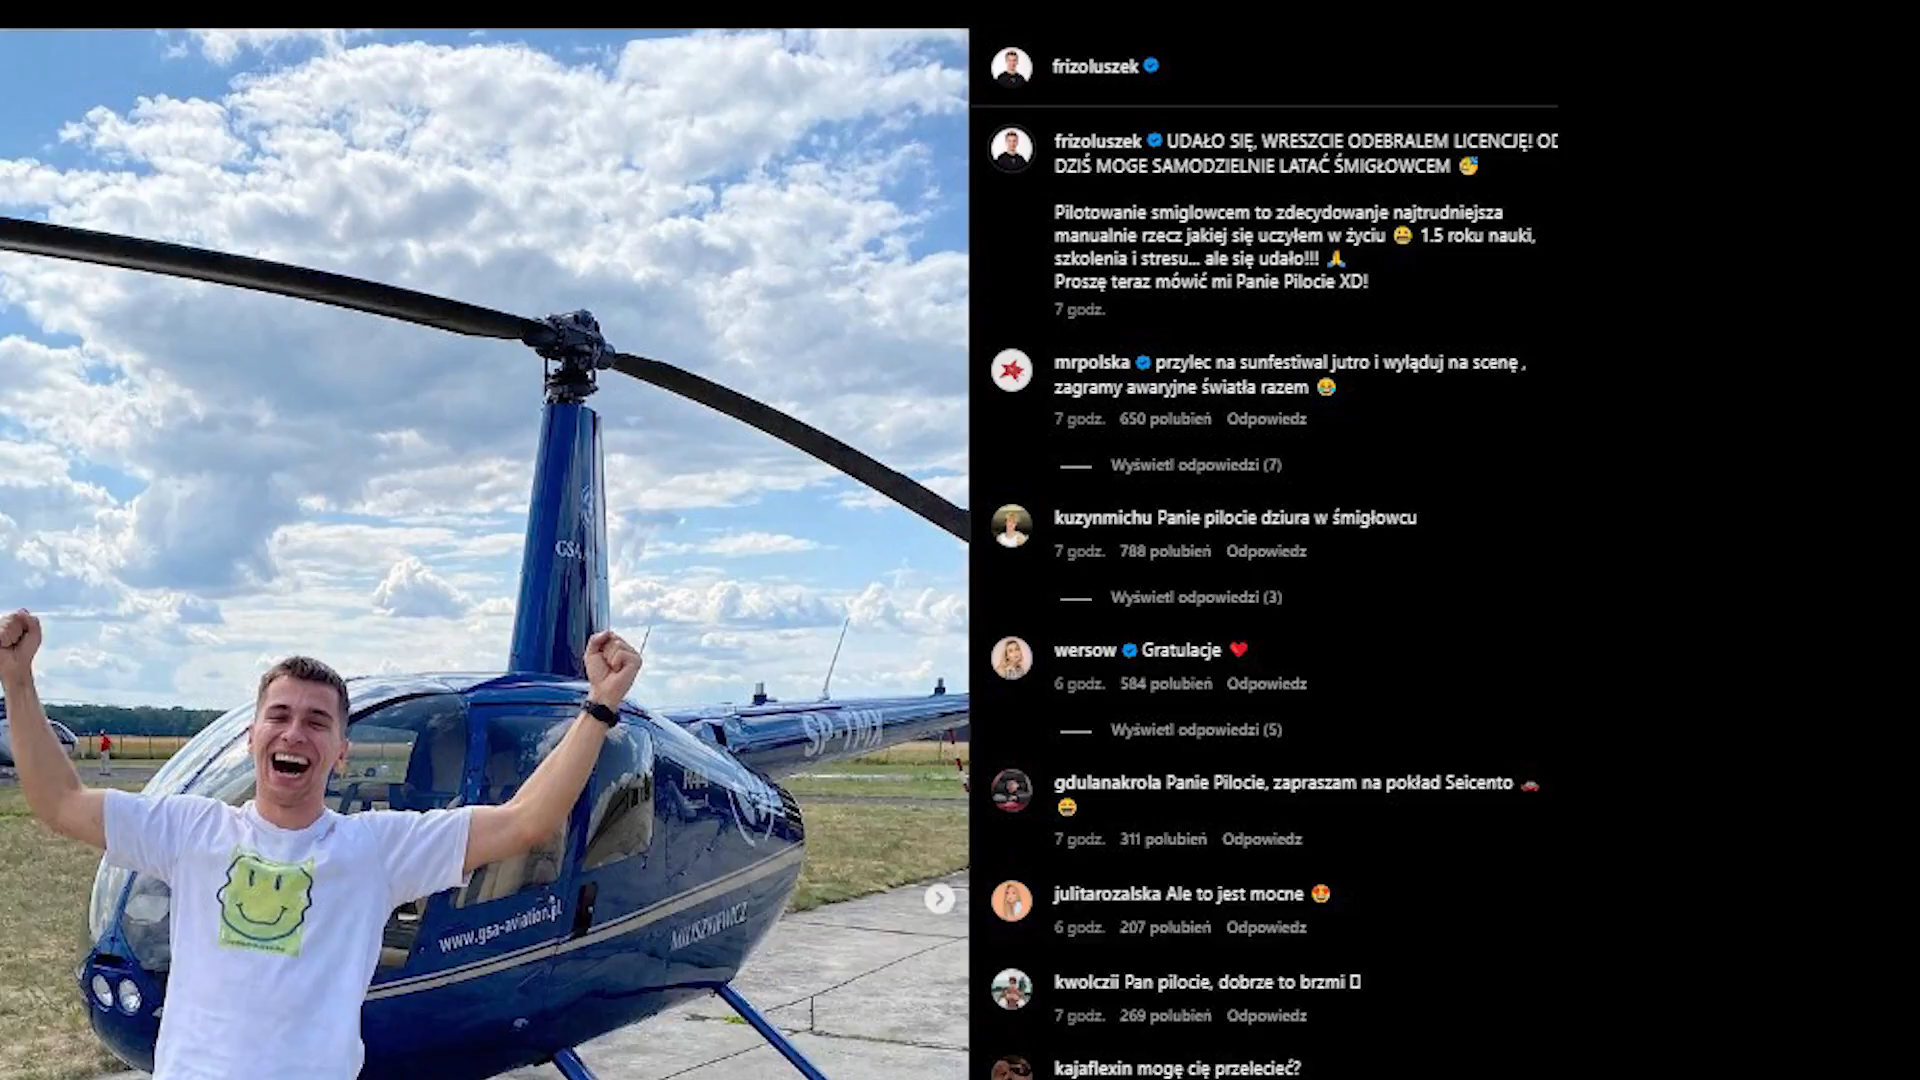 frizoluszek
frizoluszek UDAŁO SIĘ, WRESZCIE ODEBRALEM LICENCJĘ! OD
DZIŚ MOGE SAMODZIELNIE LATAĆ ŚMIGŁOWCEM 😴
Pilotowanie smiglowcem to zdecydowanje najtrudniejsza
manualnie rzecz jakiej się uczyłem w życiu 😬 1.5 roku nauki,
szkolenia i stresu... ale się udało!!! 🙏
Proszę teraz mówić mi Panie Pilocie XD!
7 godz.
mrpolska przylec na sunfestiwal jutro i wyląduj na scenę ,
zagramy awaryjne światła razem 😂
7 godz. 650 polubień Odpowiedz
Wyświetl odpowiedzi (7)
kuzynmichu Panie pilocie dziura w śmigłowcu
7 godz. 788 polubień Odpowiedz
Wyświetl odpowiedzi (3)
wersow Gratulacje ❤️
6 godz. 584 polubień Odpowiedz
Wyświetl odpowiedzi (5)
gdulanakrola Panie Pilocie, zapraszam na pokład Seicento 🚗
😄
7 godz. 311 polubień Odpowiedz
julitarozalska Ale to jest mocne 😍
6 godz. 207 polubień Odpowiedz
kwolczii Pan pilocie, dobrze to brzmi
7 godz. 269 polubień Odpowiedz
kajaflexin mogę cię przelecieć?
GSA
SP-TMX
R44
www.gsa-aviation.pl
MILISZKIEWICZ